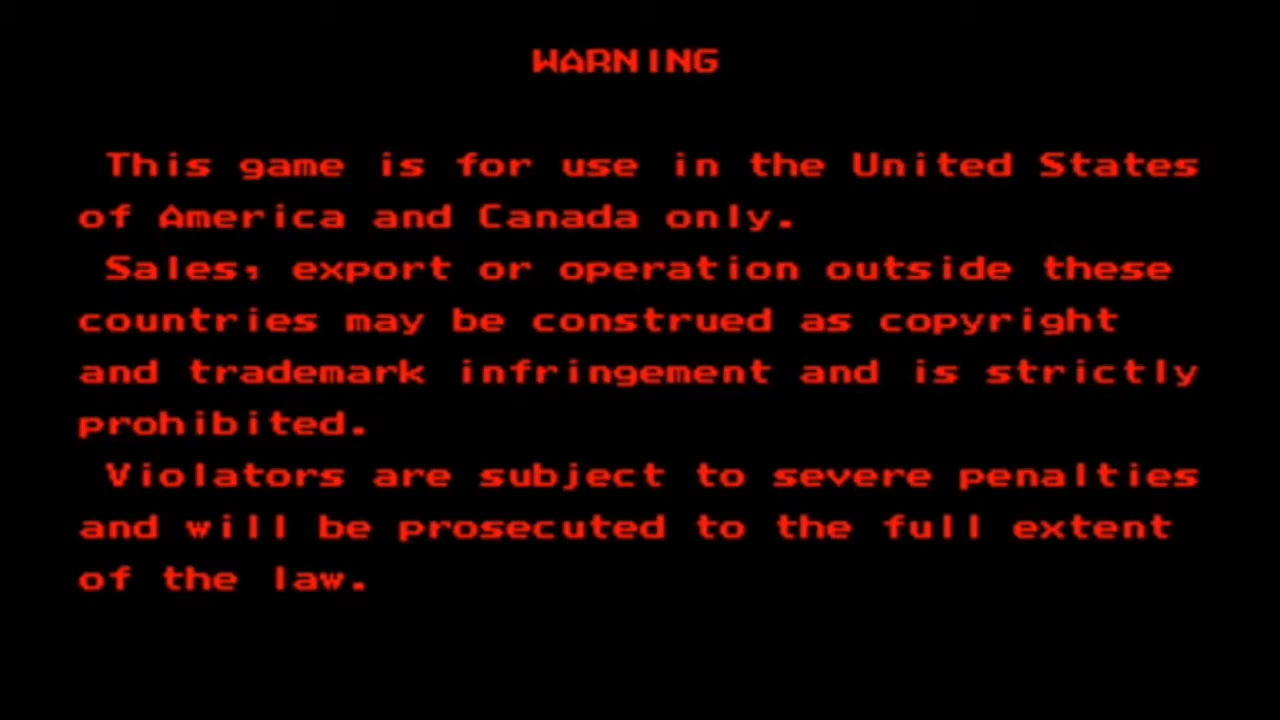 WARNING
This game is for use in the United States
of America and Canada only.
Sales, export or operation outside these
countries may be construed as copyright
and trademark infringement and is strictly
prohibited.
Violators are subject to severe penalties
and will be prosecuted to the full extent
of the law.